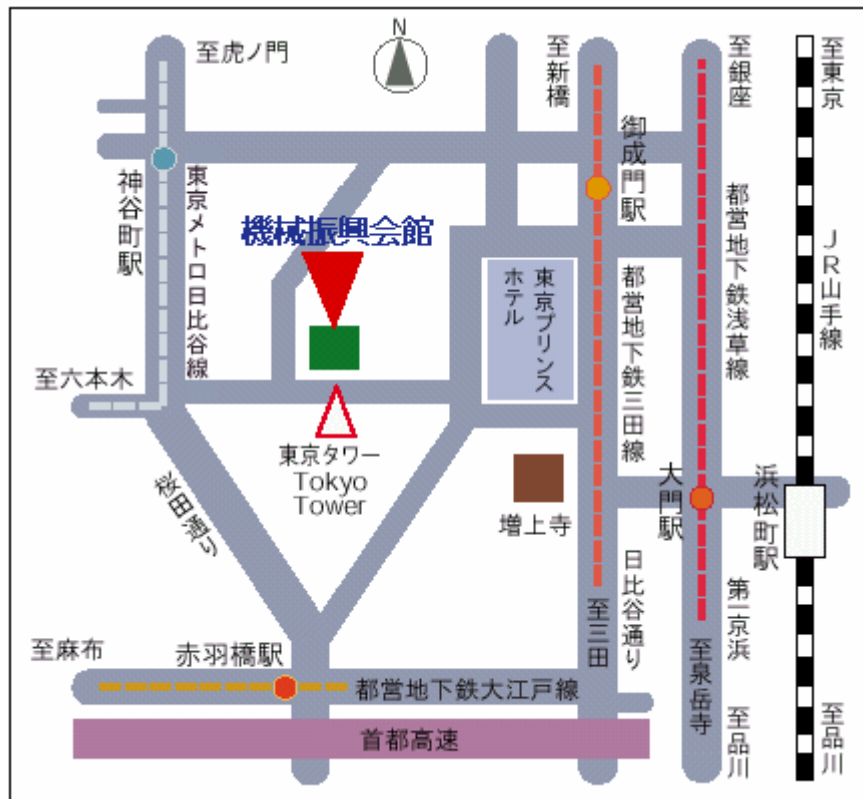 N
至虎ノ門
至新橋
至銀座
至東京
御成門駅
神谷町駅
東京メトロ日比谷線
機械振興会館
都営地下鉄浅草線
JR山手線
東京プリンス
ホテル
都営地下鉄三田線
至六本木
東京タワー
Tokyo
Tower
桜田通り
増上寺
大門駅
浜松町駅
日比谷通り
第一京浜
至三田
至泉岳寺
至麻布
赤羽橋駅
都営地下鉄大江戸線
首都高速
至品川
至品川